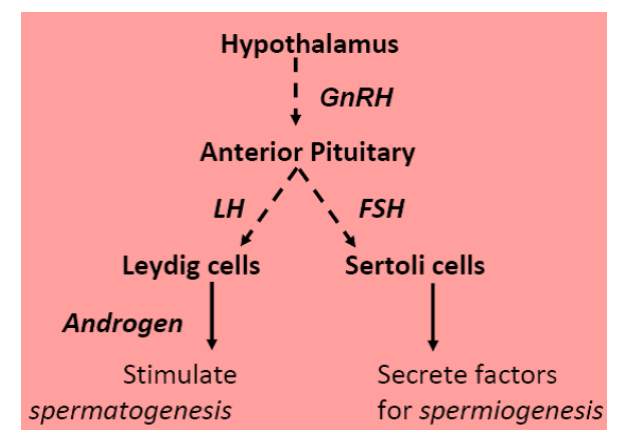 Hypothalamus
GnRH
Anterior Pituitary
LH
FSH
Leydig cells
Sertoli cells
Androgen
Stimulate
spermatogenesis
Secrete factors
for spermiogenesis